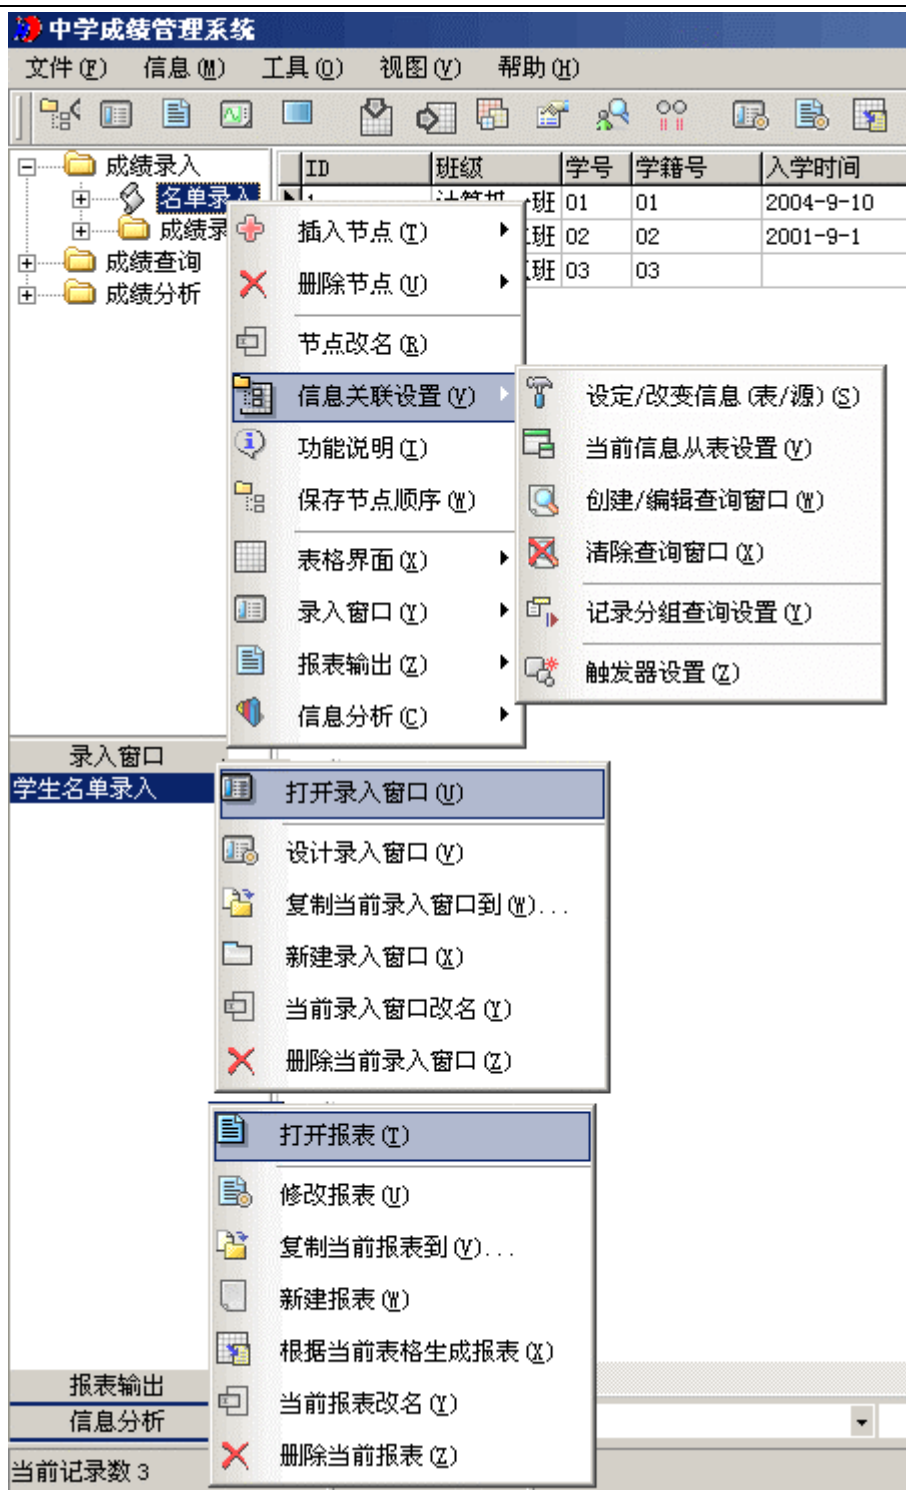 中学成绩管理系统
文件(F) 信息(M) 工具(O) 视图(V) 帮助(H)
成绩录入
名单录入
成绩录
成绩查询
成绩分析
ID 班级 学号 学籍号 入学时间
班 01 01 2004-9-10
班 02 02 2001-9-1
班 03 03
插入节点(T)
删除节点(U)
节点改名(R)
信息关联设置(V)
功能说明(I)
保存节点顺序(W)
表格界面(X)
录入窗口(Y)
报表输出(Z)
信息分析(C)
设定/改变信息(表/源)(S)
当前信息从表设置(V)
创建/编辑查询窗口(W)
清除查询窗口(X)
记录分组查询设置(Y)
触发器设置(Z)
录入窗口
学生名单录入
打开录入窗口(U)
设计录入窗口(V)
复制当前录入窗口到(W)...
新建录入窗口(X)
当前录入窗口改名(Y)
删除当前录入窗口(Z)
打开报表(T)
修改报表(U)
复制当前报表到(V)...
新建报表(W)
根据当前表格生成报表(X)
当前报表改名(Y)
删除当前报表(Z)
报表输出
信息分析
当前记录数 3